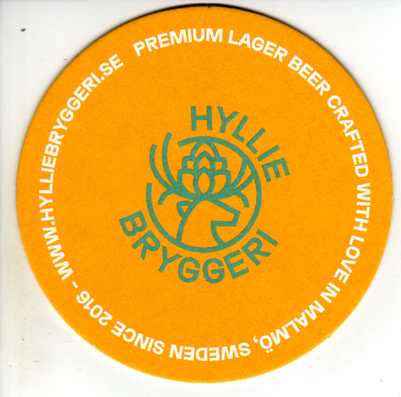 PREMIUM LAGER BEER CRAFTED WITH LOVE IN MALMÖ, SWEDEN SINCE 2016 - WWW.HYLLIEBRYGGERI.SE
HYLLIE
BRYGGERI